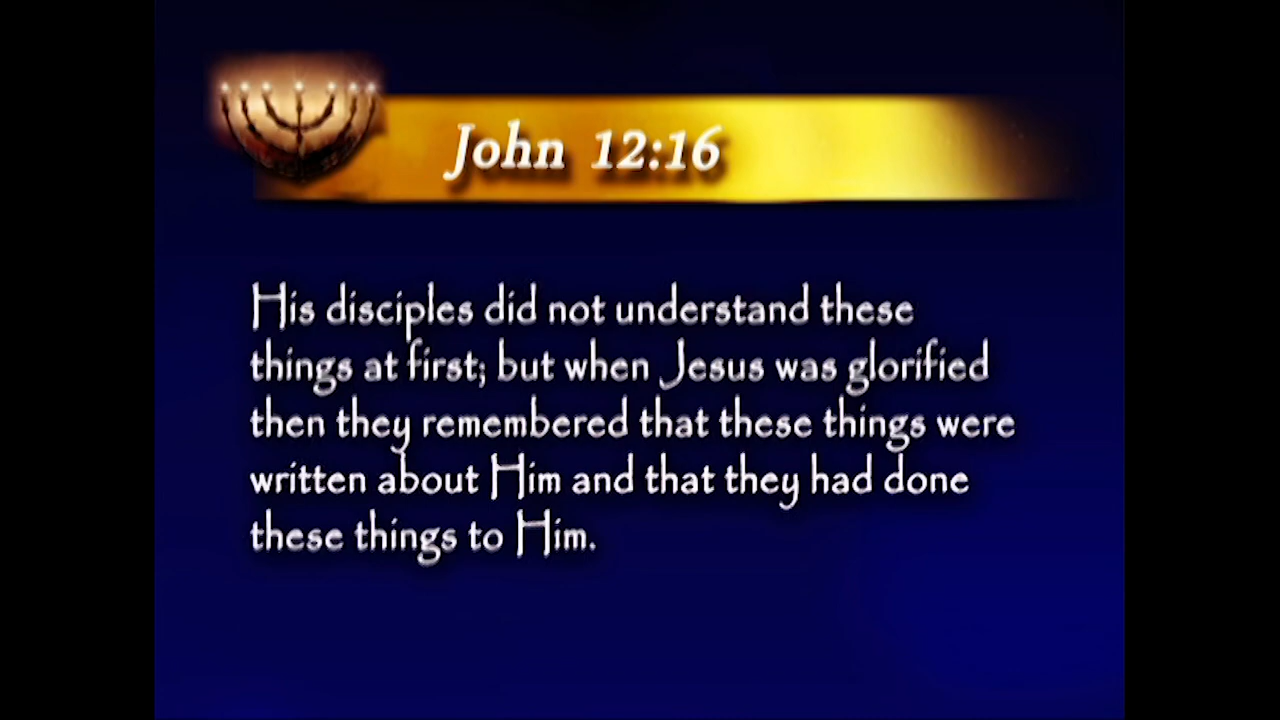 John 12:16
His disciples did not understand these
things at first; but when Jesus was glorified
then they remembered that these things were
written about Him and that they had done
these things to Him.